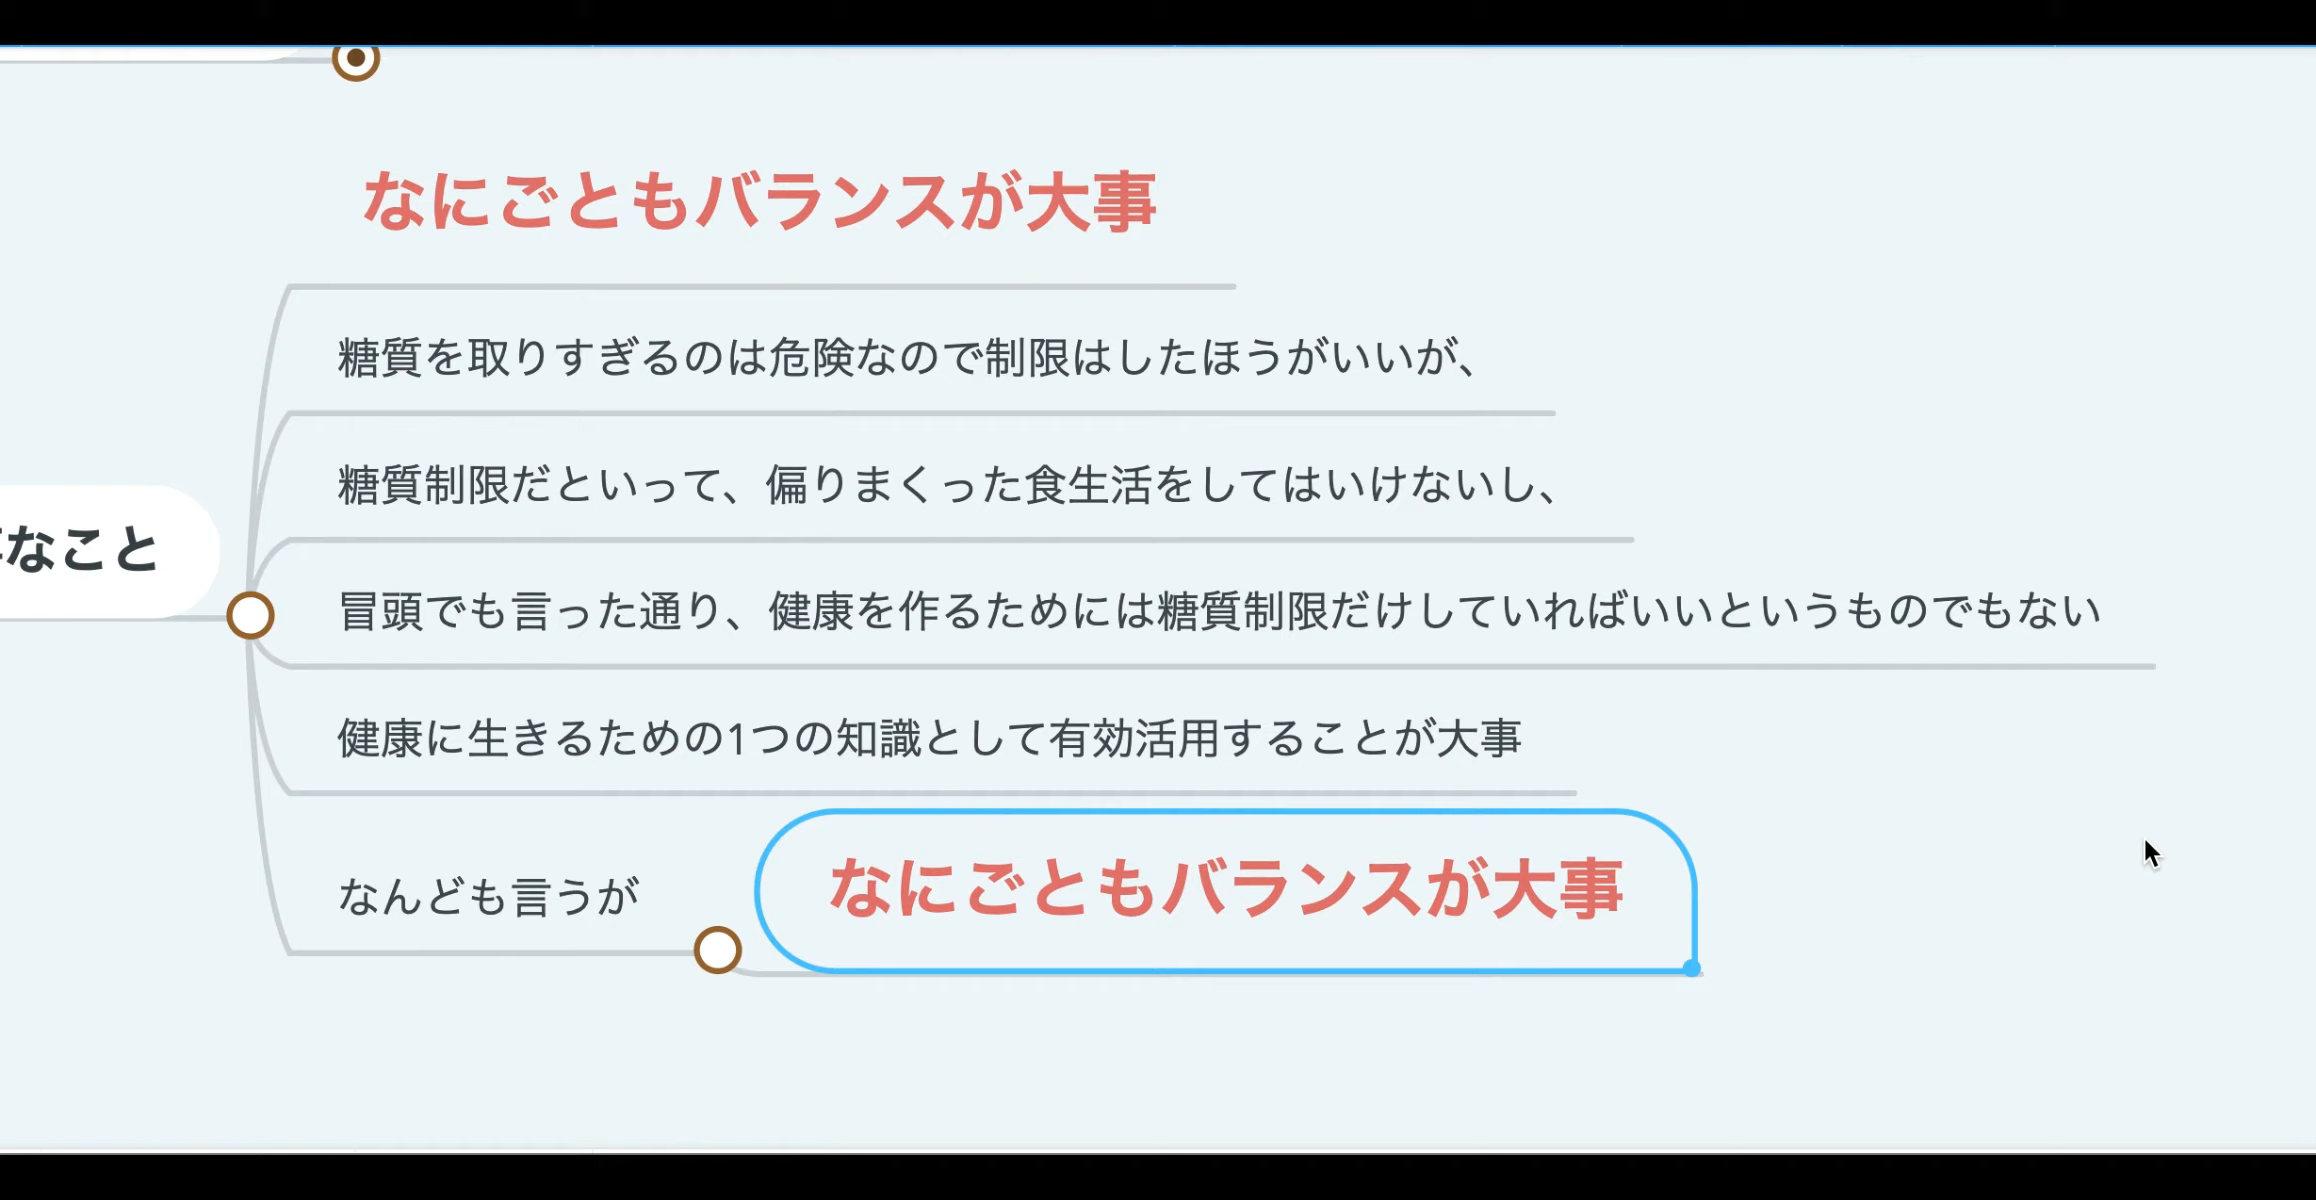 なにごともバランスが大事
糖質を取りすぎるのは危険なので制限はしたほうがいいが、
糖質制限だといって、偏りまくった食生活をしてはいけないし、
なこと
冒頭でも言った通り、健康を作るためには糖質制限だけしていればいいというものでもない
健康に生きるための1つの知識として有効活用することが大事
なんども言うが
なにごともバランスが大事